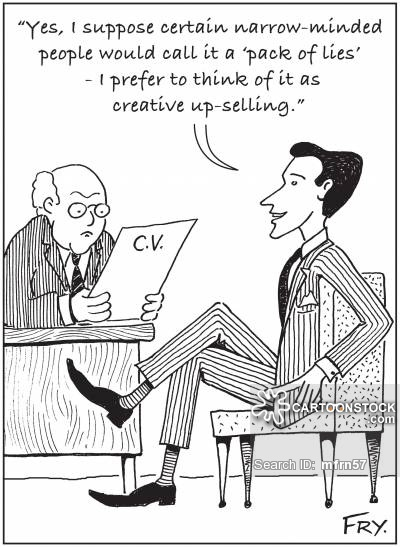 “Yes, I suppose certain narrow-minded
people would call it a ‘pack of lies’
- I prefer to think of it as
creative up-selling.”
C.V.
CARTOONSTOCK
.com
Search ID: mfrn57
FRY.